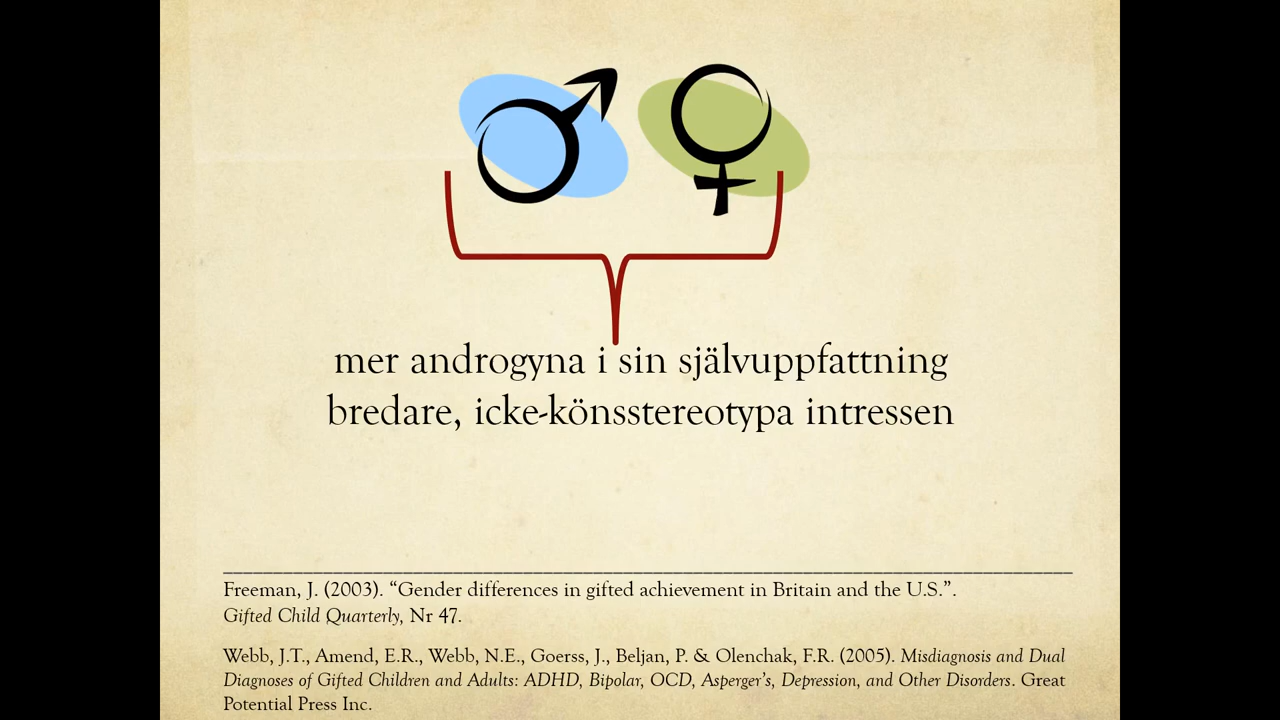 mer androgyna i sin självuppfattning
bredare, icke-könsstereotypa intressen
Freeman, J. (2003). “Gender differences in gifted achievement in Britain and the U.S.”.
Gifted Child Quarterly, Nr 47.
Webb, J.T., Amend, E.R., Webb, N.E., Goerss, J., Beljan, P. & Olenchak, F.R. (2005). Misdiagnosis and Dual
Diagnoses of Gifted Children and Adults: ADHD, Bipolar, OCD, Asperger’s, Depression, and Other Disorders. Great
Potential Press Inc.